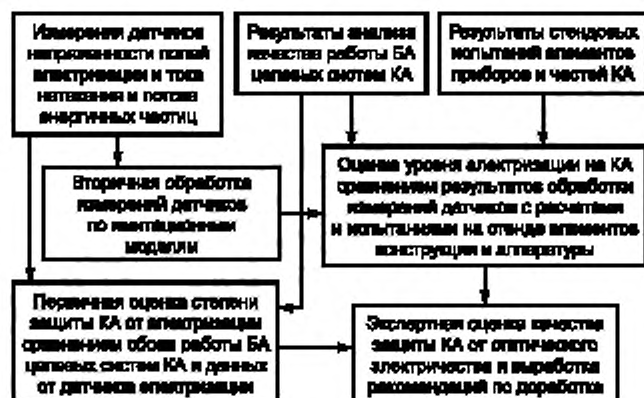 Измерения датчиков
напряженности полей
электризации и тока
натекания и потока
энергичных частиц
Результаты анализа
качества работы БА
целевых систем КА
Результаты стендовых
испытаний элементов
приборов и частей КА
Вторичная обработка
измерений датчиков
по имитационным
моделям
Оценка уровня электризации на КА
сравнением результатов обработки
измерений датчиков с расчетами
и испытаниями на стенде элементов
конструкции и аппаратуры
Первичная оценка степени
защиты КА от электризации
сравнением сбоев работы БА
целевых систем КА и данных
от датчиков электризации
Экспертная оценка качества
защиты КА от статического
электричества и выработка
рекомендаций по доработке